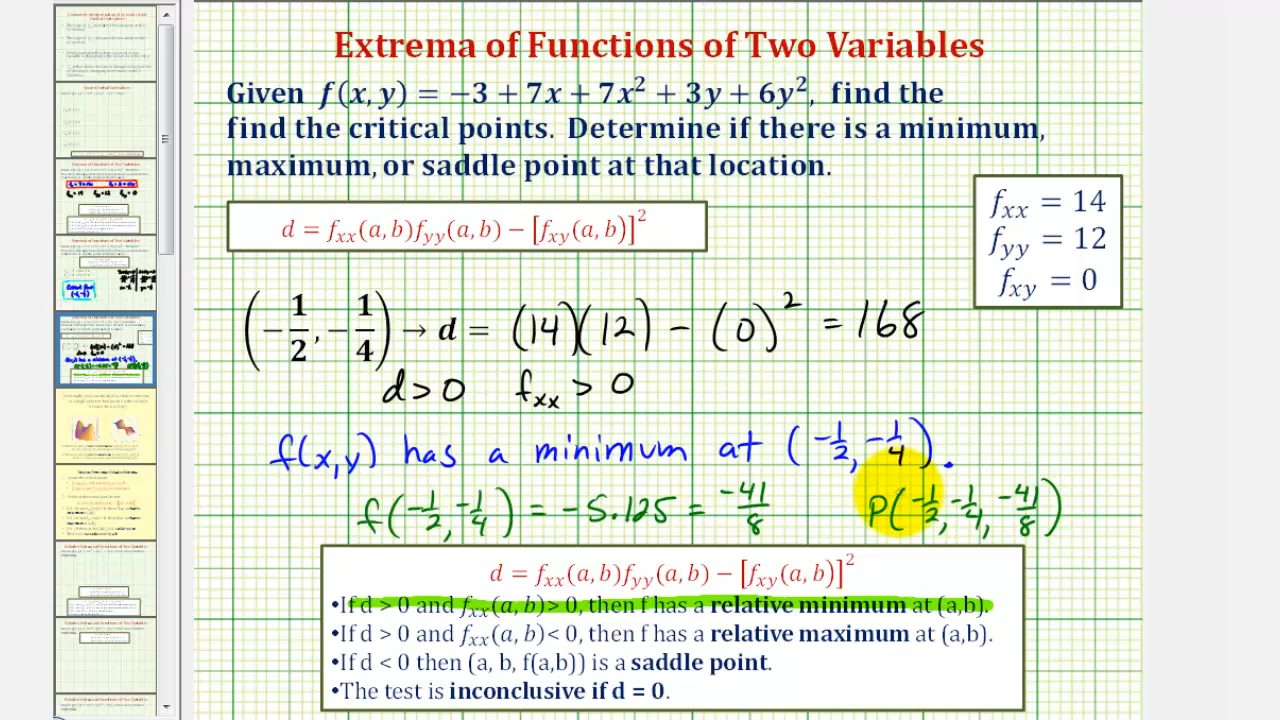 Extrema of Functions of Two Variables
Given f(x, y) = −3 + 7x + 7x² + 3y + 6y², find the
find the critical points. Determine if there is a minimum,
maximum, or saddle point at that location.
d = fxx(a, b)fyy(a, b) − [fxy(a, b)]²
fxx = 14
fyy = 12
fxy = 0
(−1/2, −1/4) → d = (14)(12) − (0)² = 168
d > 0 fxx > 0
f(x,y) has a minimum at (−1/2, −1/4).
f(−1/2, −1/4) = −5.125 = −41/8 P(−1/2, −1/4, −41/8)
d = fxx(a, b)fyy(a, b) − [fxy(a, b)]²
•If d > 0 and fxx(a, b) > 0, then f has a relative minimum at (a,b).
•If d > 0 and fxx(a, b) < 0, then f has a relative maximum at (a,b).
•If d < 0 then (a, b, f(a,b)) is a saddle point.
•The test is inconclusive if d = 0.